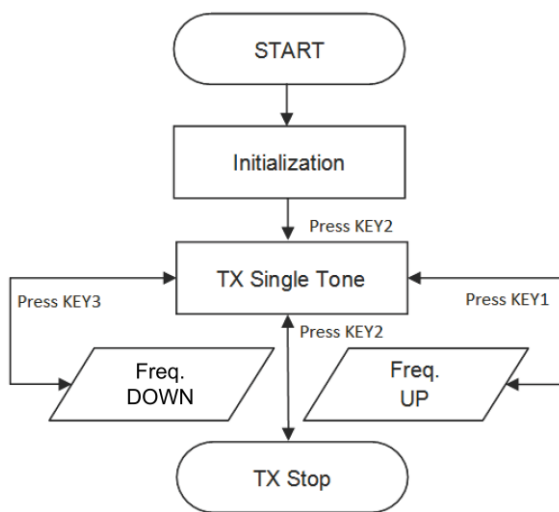 START
Initialization
Press KEY2
TX Single Tone
Press KEY3
Press KEY1
Press KEY2
Freq.
DOWN
Freq.
UP
TX Stop